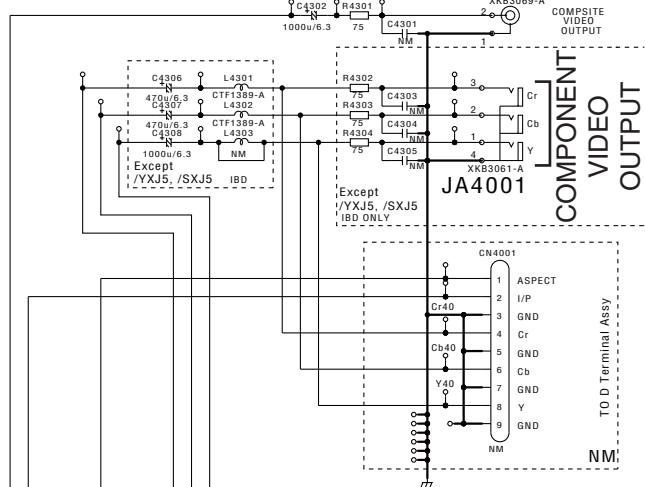 C4302 R4301
1000u/6.3 75
C4301
NM
XKB3069-A
2
1
COMPSITE
VIDEO
OUTPUT
C4306 L4301
470u/6.3 CTF1389-A
C4307 L4302
470u/6.3 CTF1389-A
C4308 L4303
1000u/6.3 NM
Except
/YXJ5, /SXJ5 IBD
R4302
75
C4303
NM
R4303
75
C4304
NM
R4304
75
C4305
NM
3 Cr
2 Cb
1 Y
4
XKB3061-A
JA4001
COMPONENT
VIDEO
OUTPUT
Except
/YXJ5, /SXJ5
IBD ONLY
CN4001
1 ASPECT
2 I/P
Cr40
3 GND
4 Cr
Cb40
5 GND
6 Cb
Y40
7 GND
8 Y
9 GND
NM
TO D Terminal Assy
NM